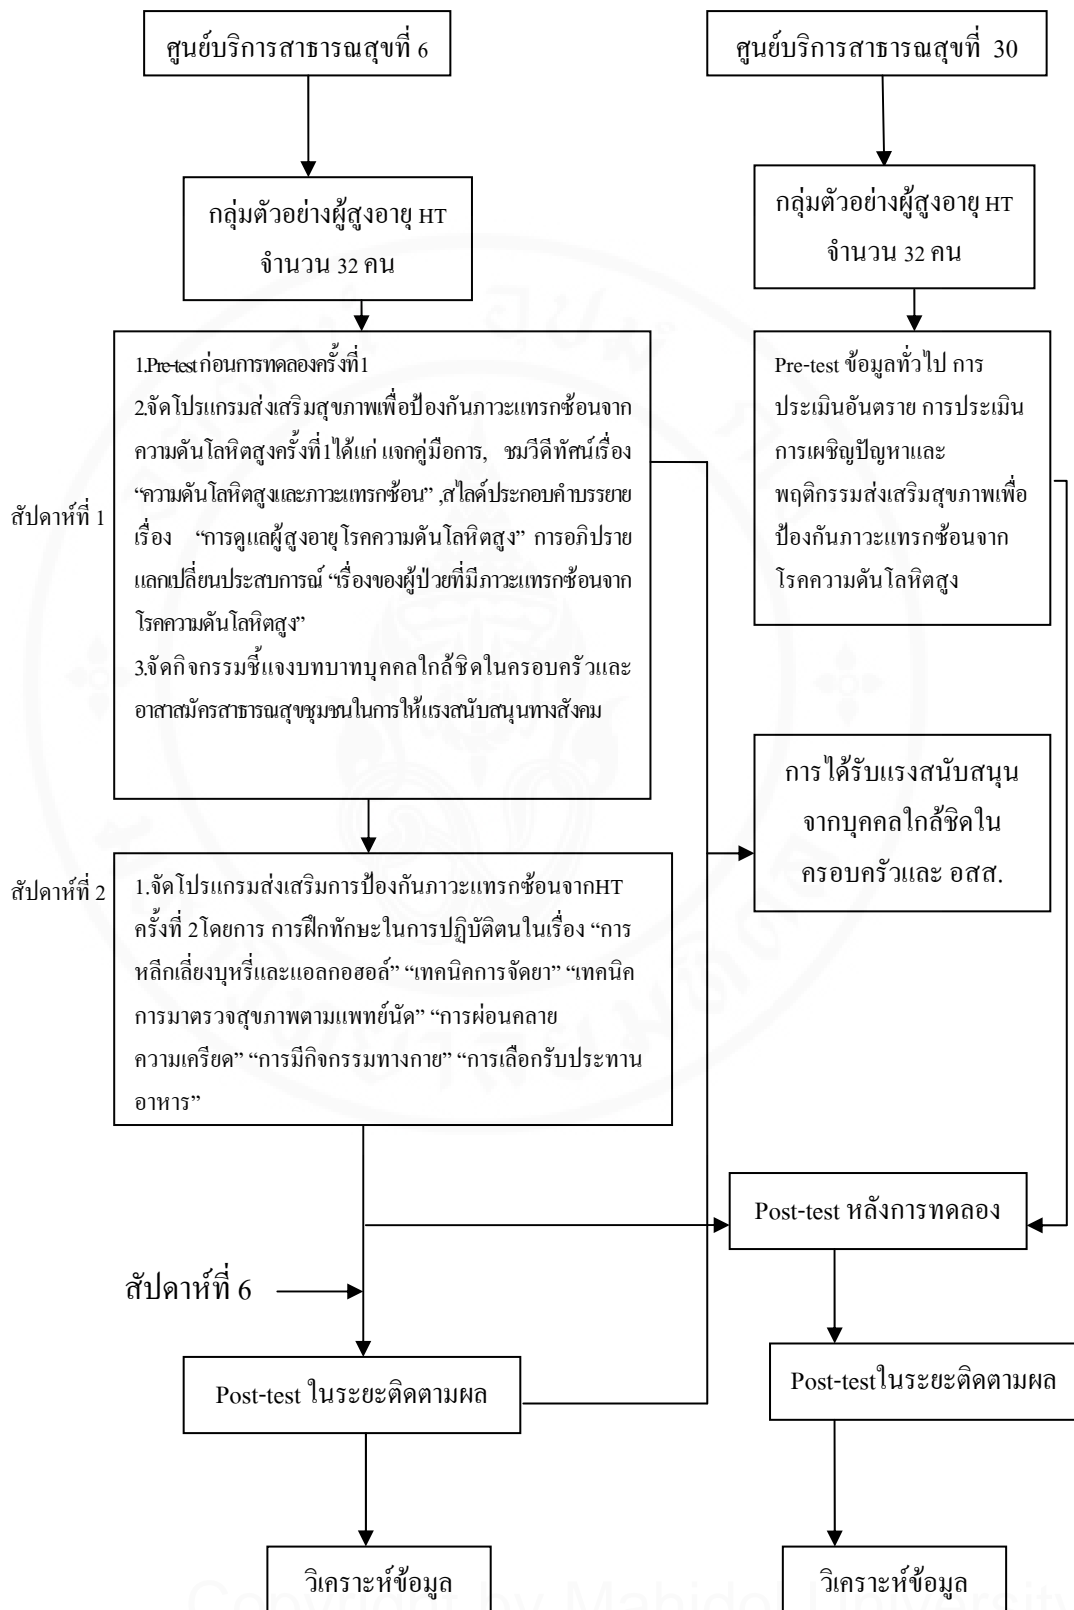 ศูนย์บริการสาธารณสุขที่ 6
ศูนย์บริการสาธารณสุขที่ 30
กลุ่มตัวอย่างผู้สูงอายุ HT
จำนวน 32 คน
กลุ่มตัวอย่างผู้สูงอายุ HT
จำนวน 32 คน
สัปดาห์ที่ 1
1.Pre-test ก่อนการทดลองครั้งที่1
2.จัดโปรแกรมส่งเสริมสุขภาพเพื่อป้องกันภาวะแทรกซ้อนจาก
ความดันโลหิตสูงครั้งที่1ได้แก่ แจกคู่มือการ, ชมวีดีทัศน์เรื่อง
“ความดันโลหิตสูงและภาวะแทรกซ้อน” ,สไลด์ประกอบคำบรรยาย
เรื่อง “การดูแลผู้สูงอายุโรคความดันโลหิตสูง” การอภิปราย
แลกเปลี่ยนประสบการณ์ “เรื่องของผู้ป่วยที่มีภาวะแทรกซ้อนจาก
โรคความดันโลหิตสูง”
3.จัดกิจกรรมชี้แจงบทบาทบุคคลใกล้ชิดในครอบครัวและ
อาสาสมัครสาธารณสุขชุมชนในการให้แรงสนับสนุนทางสังคม
Pre-test ข้อมูลทั่วไป การ
ประเมินอันตราย การประเมิน
การเผชิญปัญหาและ
พฤติกรรมส่งเสริมสุขภาพเพื่อ
ป้องกันภาวะแทรกซ้อนจาก
โรคความดันโลหิตสูง
การได้รับแรงสนับสนุน
จากบุคคลใกล้ชิดใน
ครอบครัวและ อสส.
สัปดาห์ที่ 2
1.จัดโปรแกรมส่งเสริมการป้องกันภาวะแทรกซ้อนจากHT
ครั้งที่ 2โดยการ การฝึกทักษะในการปฏิบัติตนในเรื่อง “การ
หลีกเลี่ยงบุหรี่และแอลกอฮอล์” “เทคนิคการจัดยา” “เทคนิค
การมาตรวจสุขภาพตามแพทย์นัด” “การผ่อนคลาย
ความเครียด” “การมีกิจกรรมทางกาย” “การเลือกรับประทาน
อาหาร”
Post-test หลังการทดลอง
สัปดาห์ที่ 6
Post-test ในระยะติดตามผล
Post-testในระยะติดตามผล
วิเคราะห์ข้อมูล
วิเคราะห์ข้อมูล
Copyright by Mahidol University